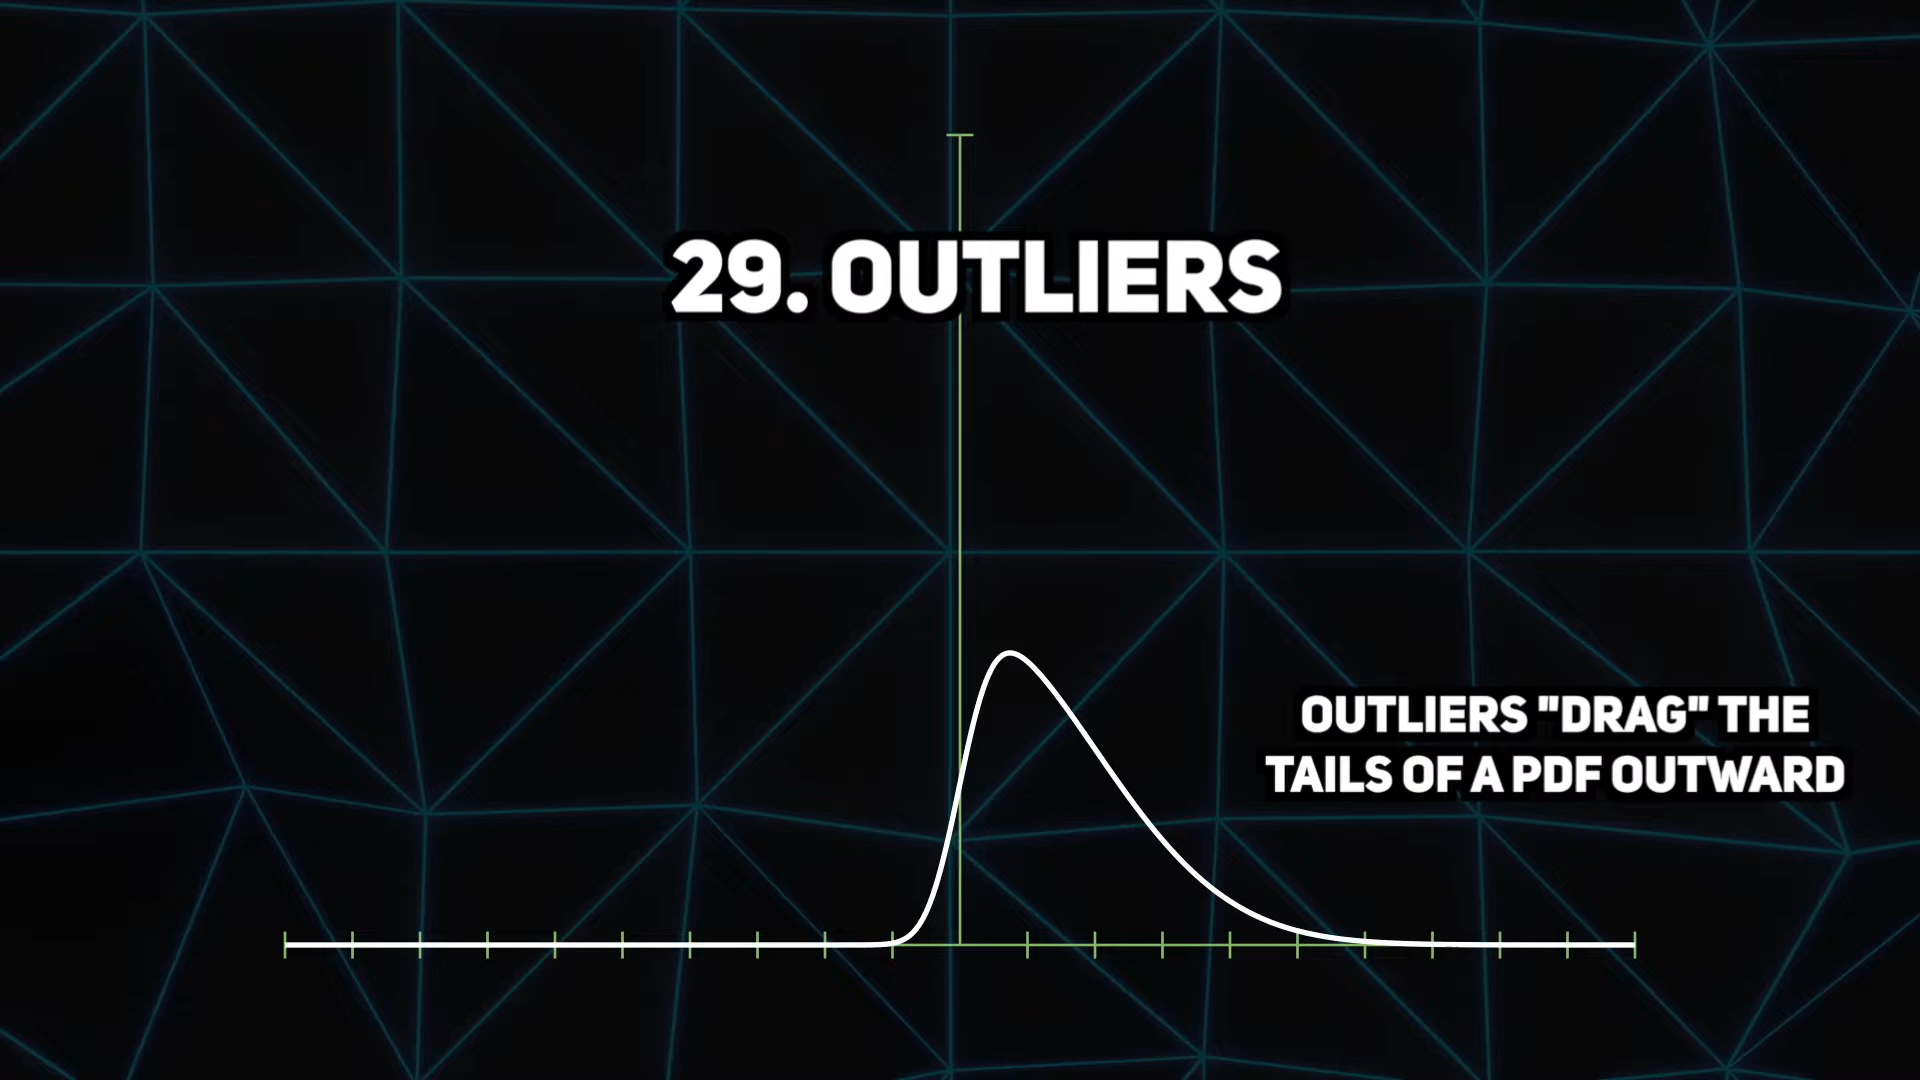 29. OUTLIERS
OUTLIERS "DRAG" THE
TAILS OF A PDF OUTWARD